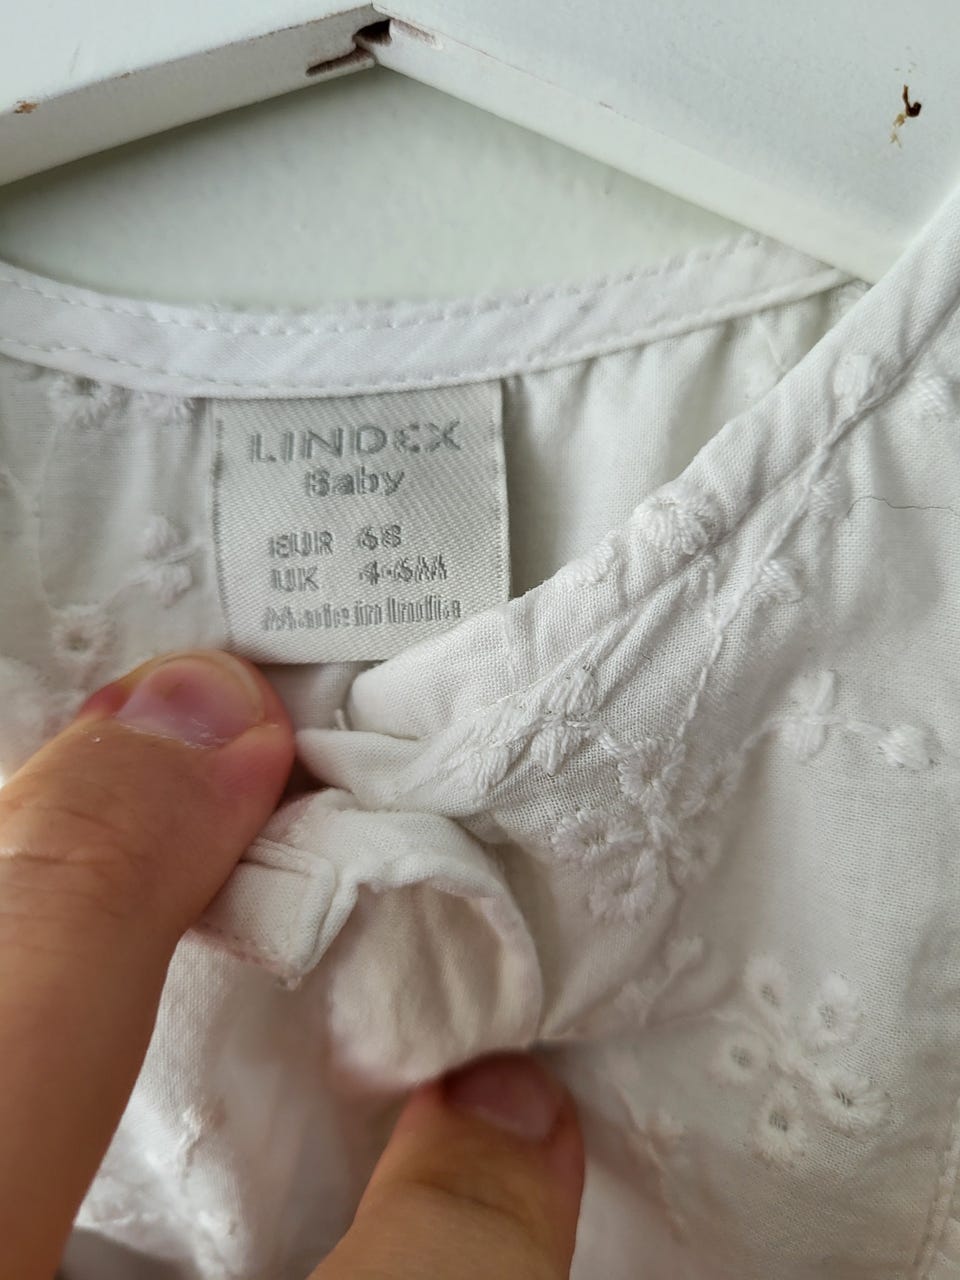 LINDEX
Baby
EUR 68
UK 4-6M
Made in India